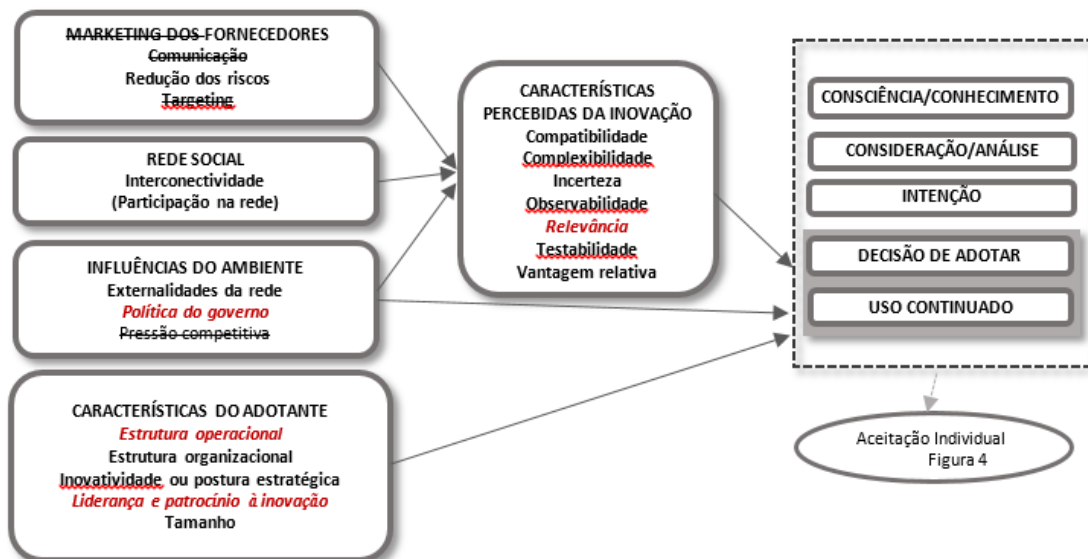 MARKETING DOS FORNECEDORES
Comunicação
Redução dos riscos
Targeting
REDE SOCIAL
Interconectividade
(Participação na rede)
INFLUÊNCIAS DO AMBIENTE
Externalidades da rede
Política do governo
Pressão competitiva
CARACTERÍSTICAS DO ADOTANTE
Estrutura operacional
Estrutura organizacional
Inovatividade ou postura estratégica
Liderança e patrocínio à inovação
Tamanho
CARACTERÍSTICAS
PERCEBIDAS DA INOVAÇÃO
Compatibilidade
Complexibilidade
Incerteza
Observabilidade
Relevância
Testabilidade
Vantagem relativa
CONSCIÊNCIA/CONHECIMENTO
CONSIDERAÇÃO/ANÁLISE
INTENÇÃO
DECISÃO DE ADOTAR
USO CONTINUADO
Aceitação Individual
Figura 4